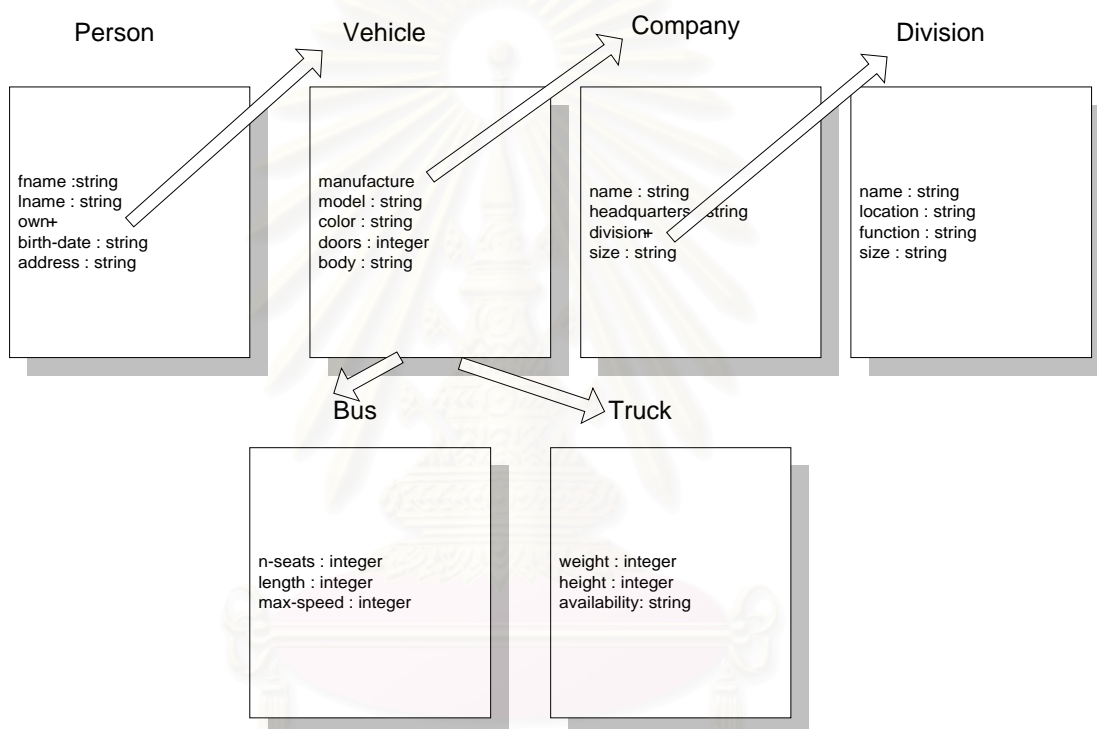 Person
Vehicle
Company
Division
fname :string
lname : string
own+
birth-date : string
address : string
manufacture
model : string
color : string
doors : integer
body : string
name : string
headquarters : string
division+
size : string
name : string
location : string
function : string
size : string
Bus
Truck
n-seats : integer
length : integer
max-speed : integer
weight : integer
height : integer
availability: string